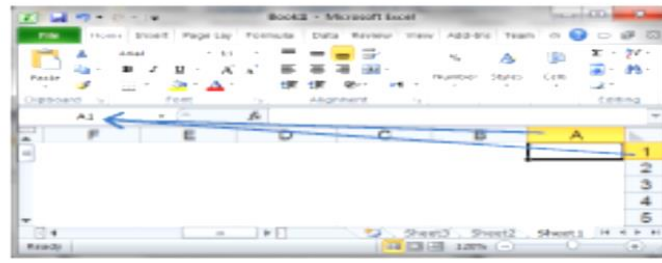 Book2 - Microsoft Excel
File Home Insert Page Lay Formula Data Review View Add-Ins Team
Paste Arial B I U A A Number Styles Cells
Clipboard Font Alignment Editing
A1 fx
F E D C B A
1
2
3
4
5
Sheet3 Sheet2 Sheet1
Ready 120%